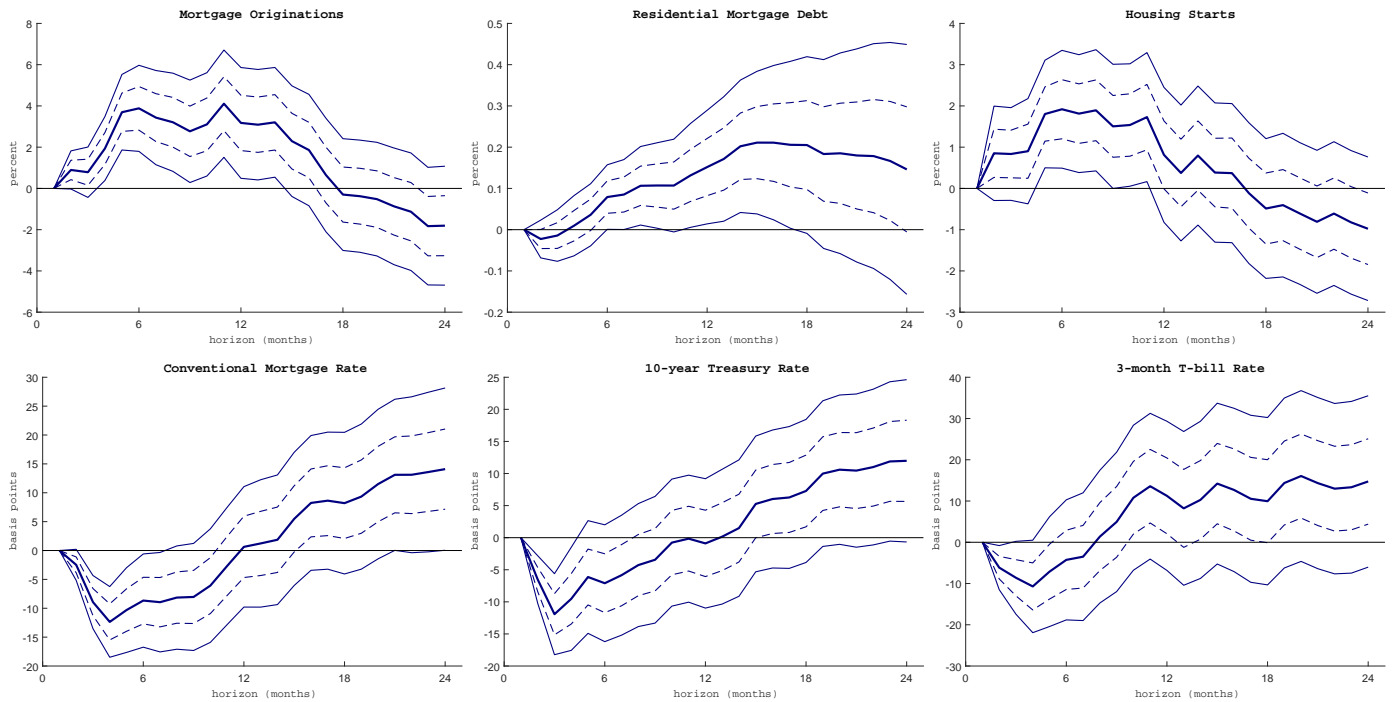 Mortgage Originations
8
6
4
2
0
-2
-4
-6
percent
0 6 12 18 24
horizon (months)
Residential Mortgage Debt
0.5
0.4
0.3
0.2
0.1
0
-0.1
-0.2
percent
0 6 12 18 24
horizon (months)
Housing Starts
4
3
2
1
0
-1
-2
-3
percent
0 6 12 18 24
horizon (months)
Conventional Mortgage Rate
30
25
20
15
10
5
0
-5
-10
-15
-20
basis points
0 6 12 18 24
horizon (months)
10-year Treasury Rate
25
20
15
10
5
0
-5
-10
-15
-20
basis points
0 6 12 18 24
horizon (months)
3-month T-bill Rate
40
30
20
10
0
-10
-20
-30
basis points
0 6 12 18 24
horizon (months)